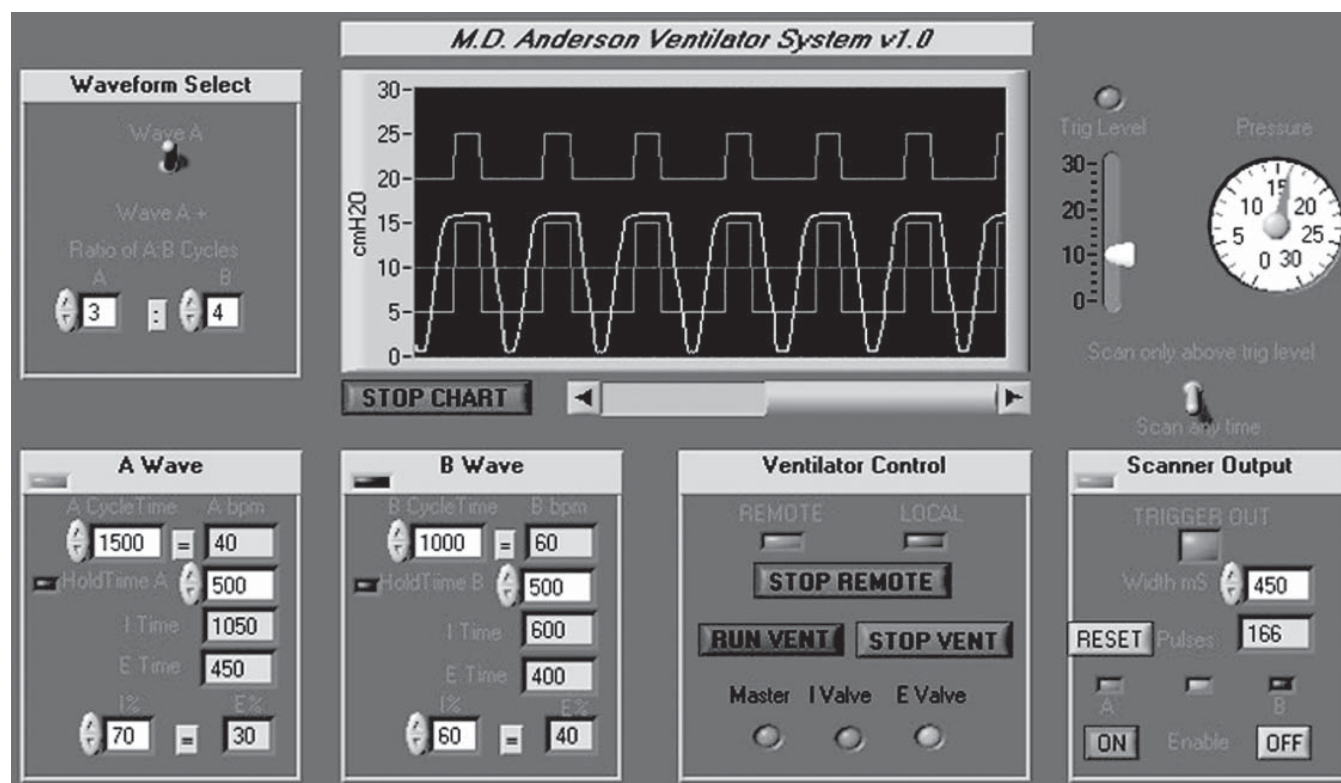 M.D. Anderson Ventilator System v1.0
Waveform Select
Wave A
Wave A +
Ratio of A:B Cycles
A B
3 : 4
30
25
20
15
10
5
0
cmH2O
STOP CHART
Trig Level
30
20
10
0
Pressure
0 5 10 15 20 25 30
Scan only above trig level
Scan any time
A Wave
A CycleTime A bpm
1500 = 40
HoldTiime A 500
I Time 1050
E Time 450
I% E%
70 = 30
B Wave
B CycleTime B bpm
1000 = 60
HoldTiime B 500
I Time 600
E Time 400
I% E%
60 = 40
Ventilator Control
REMOTE LOCAL
STOP REMOTE
RUN VENT STOP VENT
Master I Valve E Valve
Scanner Output
TRIGGER OUT
Width mS 450
RESET Pulses 166
A B
ON Enable OFF